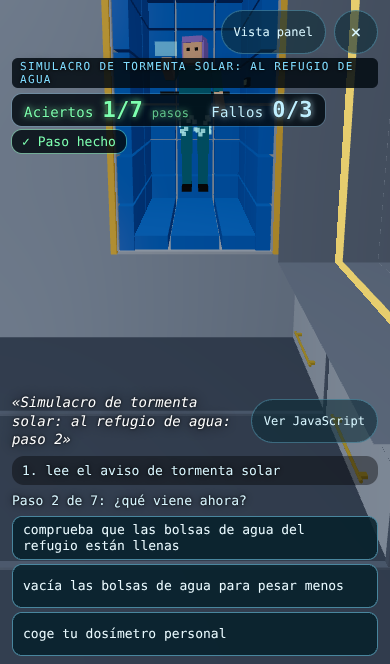 Vista panel
✕
SIMULACRO DE TORMENTA SOLAR: AL REFUGIO DE
AGUA
Aciertos 1/7 pasos Fallos 0/3
✓ Paso hecho
«Simulacro de tormenta
solar: al refugio de agua:
paso 2»
Ver JavaScript
1. lee el aviso de tormenta solar
Paso 2 de 7: ¿qué viene ahora?
comprueba que las bolsas de agua del
refugio están llenas
vacía las bolsas de agua para pesar menos
coge tu dosímetro personal